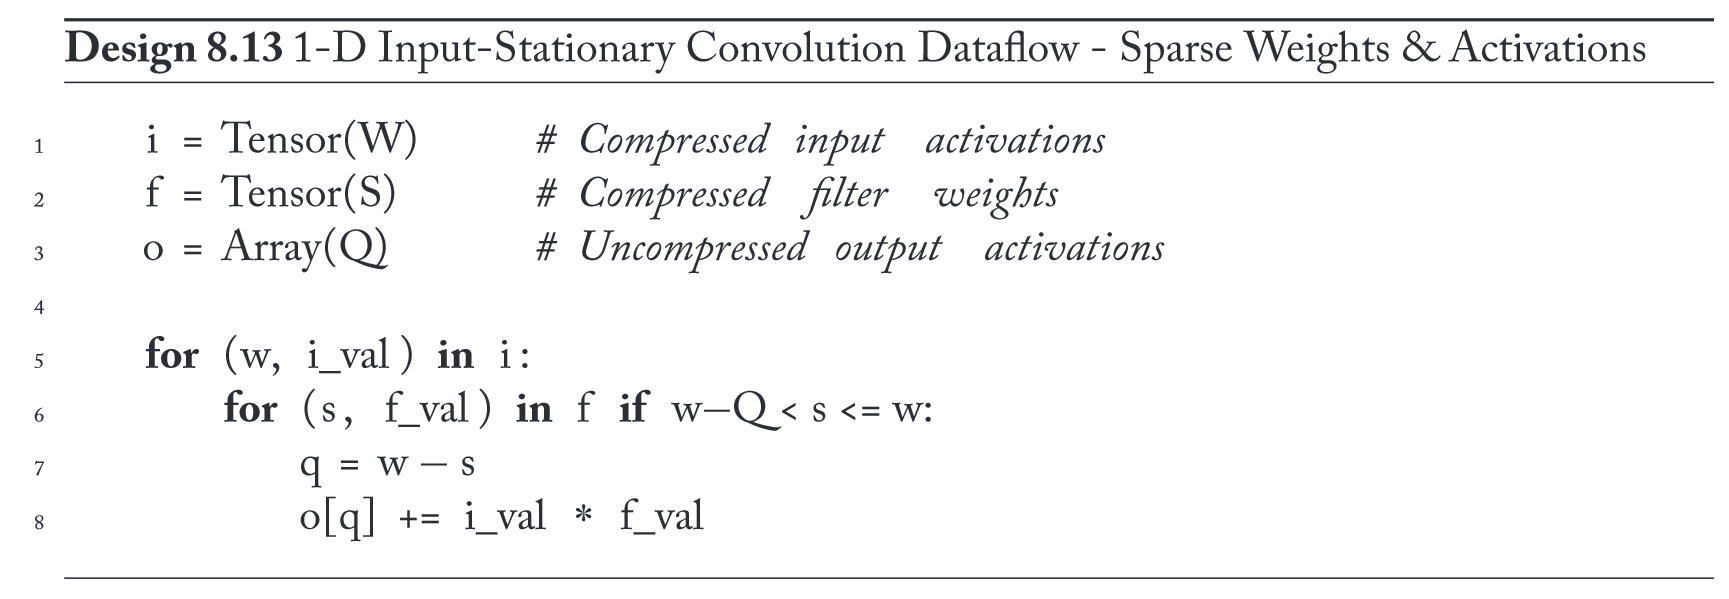 Design 8.13 1-D Input-Stationary Convolution Dataflow - Sparse Weights & Activations
1 i = Tensor(W) # Compressed input activations
2 f = Tensor(S) # Compressed filter weights
3 o = Array(Q) # Uncompressed output activations
4
5 for (w, i_val) in i:
6 for (s, f_val) in f if w–Q < s <= w:
7 q = w – s
8 o[q] += i_val * f_val